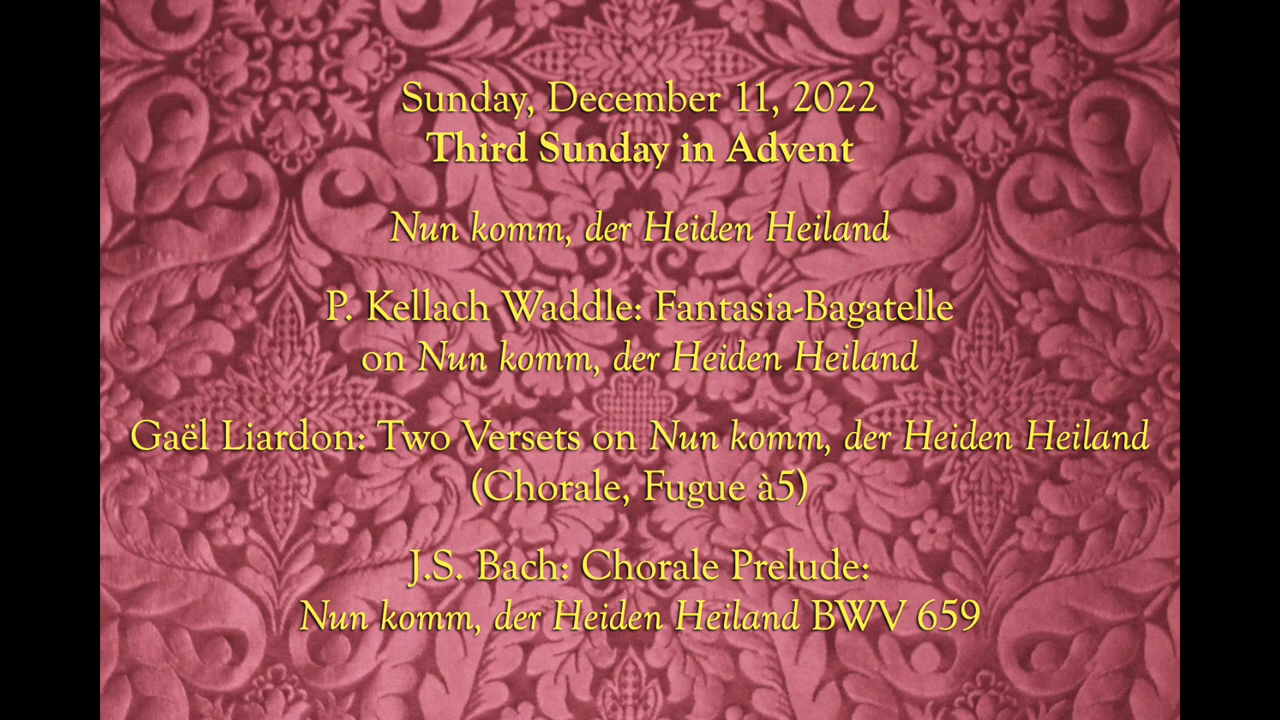 Sunday, December 11, 2022
Third Sunday in Advent
Nun komm, der Heiden Heiland
P. Kellach Waddle: Fantasia-Bagatelle
on Nun komm, der Heiden Heiland
Gaël Liardon: Two Versets on Nun komm, der Heiden Heiland
(Chorale, Fugue à5)
J.S. Bach: Chorale Prelude:
Nun komm, der Heiden Heiland BWV 659